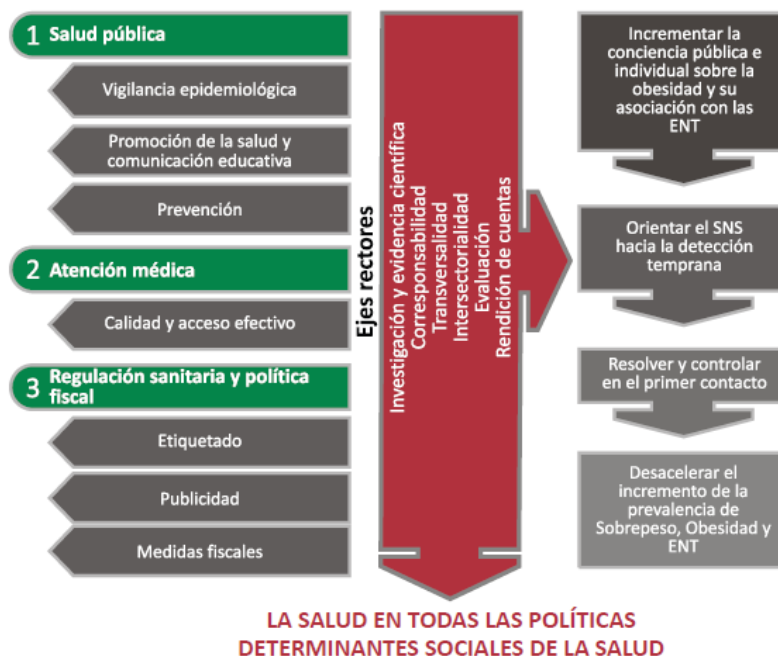 1 Salud pública
Vigilancia epidemiológica
Promoción de la salud y
comunicación educativa
Prevención
2 Atención médica
Calidad y acceso efectivo
3 Regulación sanitaria y política
fiscal
Etiquetado
Publicidad
Medidas fiscales
Ejes rectores
Investigación y evidencia científica
Corresponsabilidad
Transversalidad
Intersectorialidad
Evaluación
Rendición de cuentas
Incrementar la
conciencia pública e
individual sobre la
obesidad y su
asociación con las
ENT
Orientar el SNS
hacia la detección
temprana
Resolver y controlar
en el primer contacto
Desacelerar el
incremento de la
prevalencia de
Sobrepeso, Obesidad y
ENT
LA SALUD EN TODAS LAS POLÍTICAS
DETERMINANTES SOCIALES DE LA SALUD